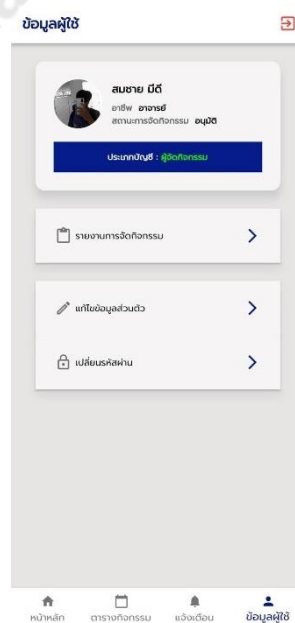 ข้อมูลผู้ใช้
สมชาย มีดี
อาชีพ อาจารย์
สถานะการจัดกิจกรรม อนุมัติ
ประเภทบัญชี : ผู้จัดกิจกรรม
รายงานการจัดกิจกรรม
แก้ไขข้อมูลส่วนตัว
เปลี่ยนรหัสผ่าน
หน้าหลัก ตารางกิจกรรม แจ้งเตือน ข้อมูลผู้ใช้